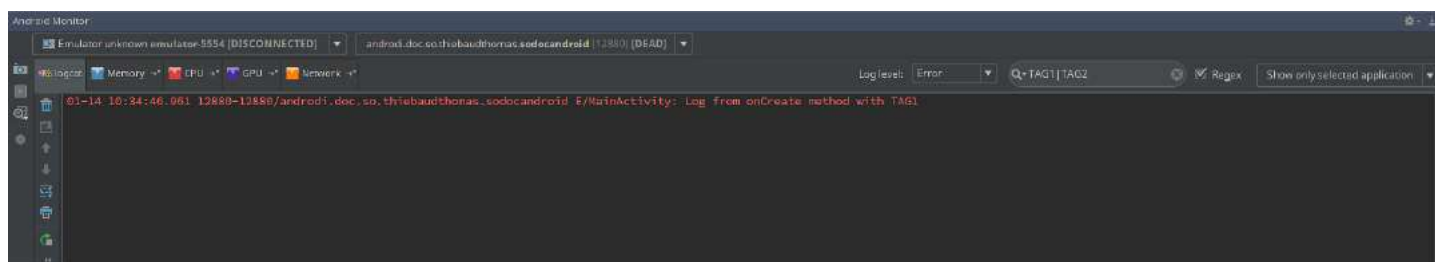 Android Monitor
Emulator unknown emulator-5554 [DISCONNECTED] androdi.doc.so.thiebaudthomas.sodocandroid (12880) [DEAD]
logcat Memory CPU GPU Network Log level: Error TAG1|TAG2 Regex Show only selected application
01-14 10:34:46.961 12880-12880/androdi.doc.so.thiebaudthonas.sodocandroid E/MainActivity: Log from onCreate method with TAG1